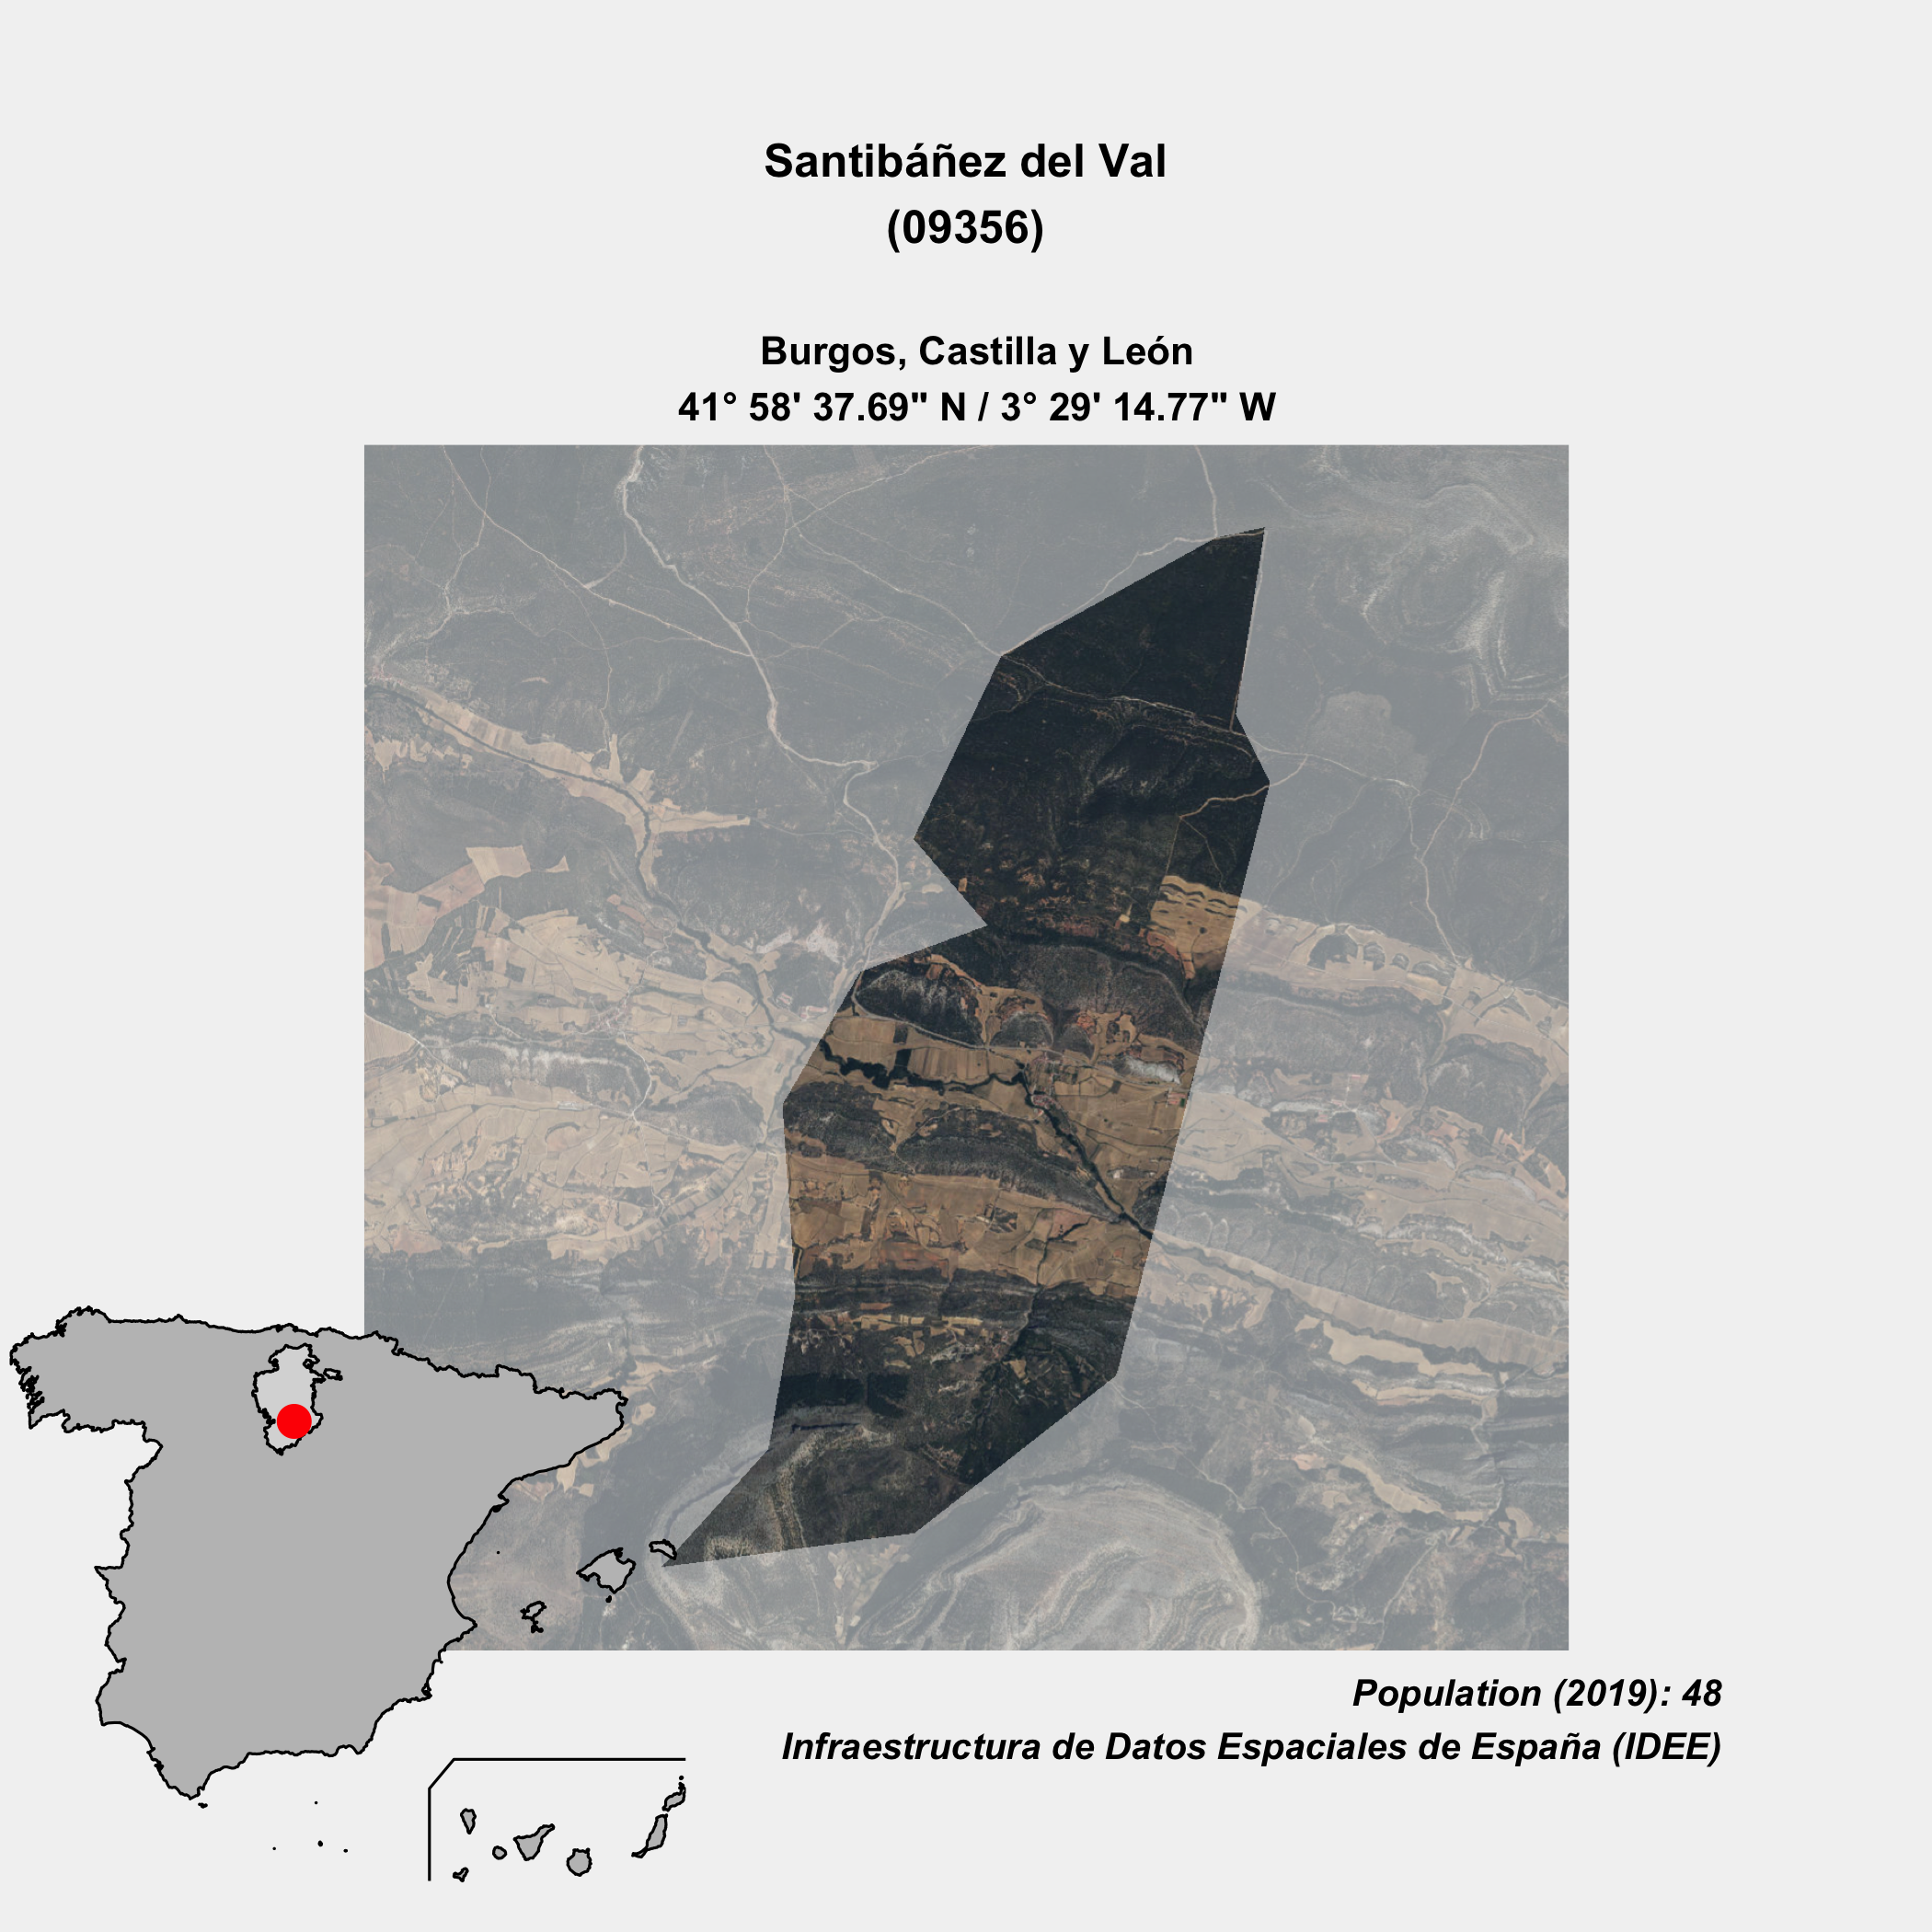 Santibáñez del Val
(09356)
Burgos, Castilla y León
41° 58' 37.69" N / 3° 29' 14.77" W
Population (2019): 48
Infraestructura de Datos Espaciales de España (IDEE)